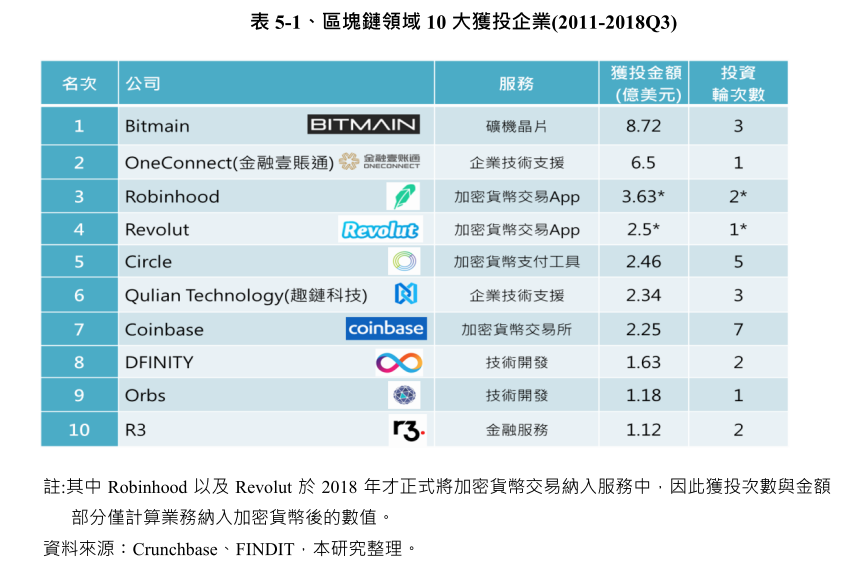 表 5-1、區塊鏈領域 10 大獲投企業(2011-2018Q3)
名次 公司 服務 獲投金額(億美元) 投資輪次數
1 Bitmain BITMAIN 礦機晶片 8.72 3
2 OneConnect(金融壹賬通) 金融壹账通 ONECONNECT 企業技術支援 6.5 1
3 Robinhood 加密貨幣交易App 3.63* 2*
4 Revolut Revolut 加密貨幣交易App 2.5* 1*
5 Circle 加密貨幣支付工具 2.46 5
6 Qulian Technology(趣鏈科技) 企業技術支援 2.34 3
7 Coinbase coinbase 加密貨幣交易所 2.25 7
8 DFINITY 技術開發 1.63 2
9 Orbs 技術開發 1.18 1
10 R3 r3. 金融服務 1.12 2
註:其中 Robinhood 以及 Revolut 於 2018 年才正式將加密貨幣交易納入服務中，因此獲投次數與金額
部分僅計算業務納入加密貨幣後的數值。
資料來源：Crunchbase、FINDIT，本研究整理。